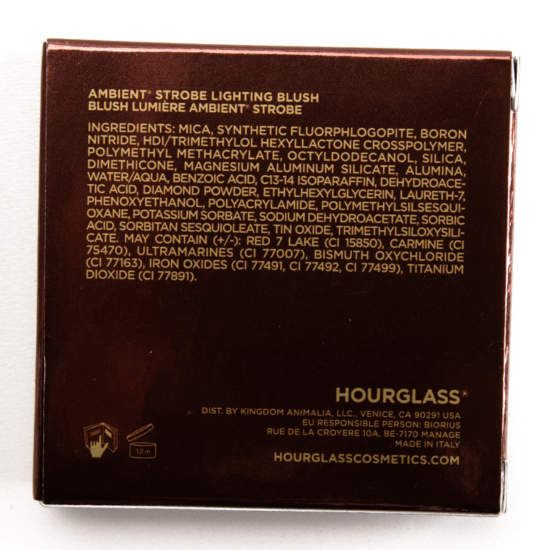 AMBIENT® STROBE LIGHTING BLUSH
BLUSH LUMIÈRE AMBIENT® STROBE
INGREDIENTS: MICA, SYNTHETIC FLUORPHLOGOPITE, BORON
NITRIDE, HDI/TRIMETHYLOL HEXYLLACTONE CROSSPOLYMER,
POLYMETHYL METHACRYLATE, OCTYLDODECANOL, SILICA,
DIMETHICONE, MAGNESIUM ALUMINUM SILICATE, ALUMINA,
WATER/AQUA, BENZOIC ACID, C13-14 ISOPARAFFIN, DEHYDROACE-
TIC ACID, DIAMOND POWDER, ETHYLHEXYLGLYCERIN, LAURETH-7,
PHENOXYETHANOL, POLYACRYLAMIDE, POLYMETHYLSILSESQUI-
OXANE, POTASSIUM SORBATE, SODIUM DEHYDROACETATE, SORBIC
ACID, SORBITAN SESQUIOLEATE, TIN OXIDE, TRIMETHYLSILOXYSILI-
CATE. MAY CONTAIN (+/-): RED 7 LAKE (CI 15850), CARMINE (CI
75470), ULTRAMARINES (CI 77007), BISMUTH OXYCHLORIDE
(CI 77163), IRON OXIDES (CI 77491, CI 77492, CI 77499), TITANIUM
DIOXIDE (CI 77891).
HOURGLASS®
DIST. BY KINGDOM ANIMALIA, LLC., VENICE, CA 90291 USA
EU RESPONSIBLE PERSON: BIORIUS
RUE DE LA CROYERE 10A, BE-7170 MANAGE
MADE IN ITALY
12 m
HOURGLASSCOSMETICS.COM